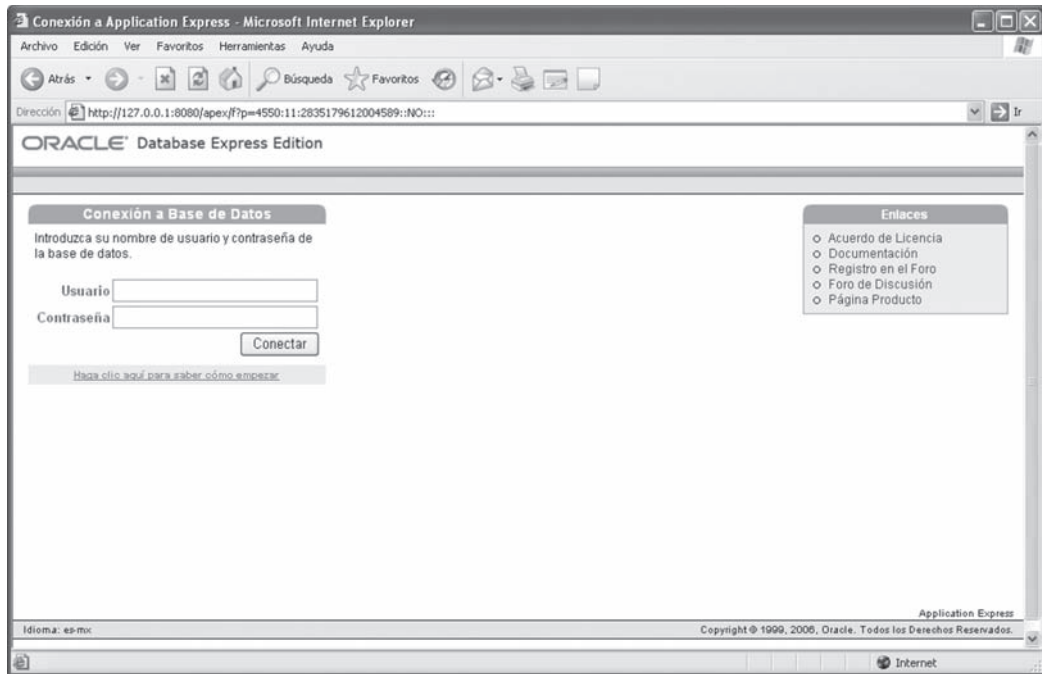 Conexión a Application Express - Microsoft Internet Explorer
Archivo Edición Ver Favoritos Herramientas Ayuda
Atrás Búsqueda Favoritos
Dirección http://127.0.0.1:8080/apex/f?p=4550:11:2835179612004589::NO::: Ir
ORACLE Database Express Edition
Conexión a Base de Datos
Introduzca su nombre de usuario y contraseña de
la base de datos.
Usuario
Contraseña
Conectar
Haga clic aquí para saber cómo empezar
Enlaces
Acuerdo de Licencia
Documentación
Registro en el Foro
Foro de Discusión
Página Producto
Application Express
Idioma: es-mx Copyright © 1999, 2006, Oracle. Todos los Derechos Reservados.
Internet